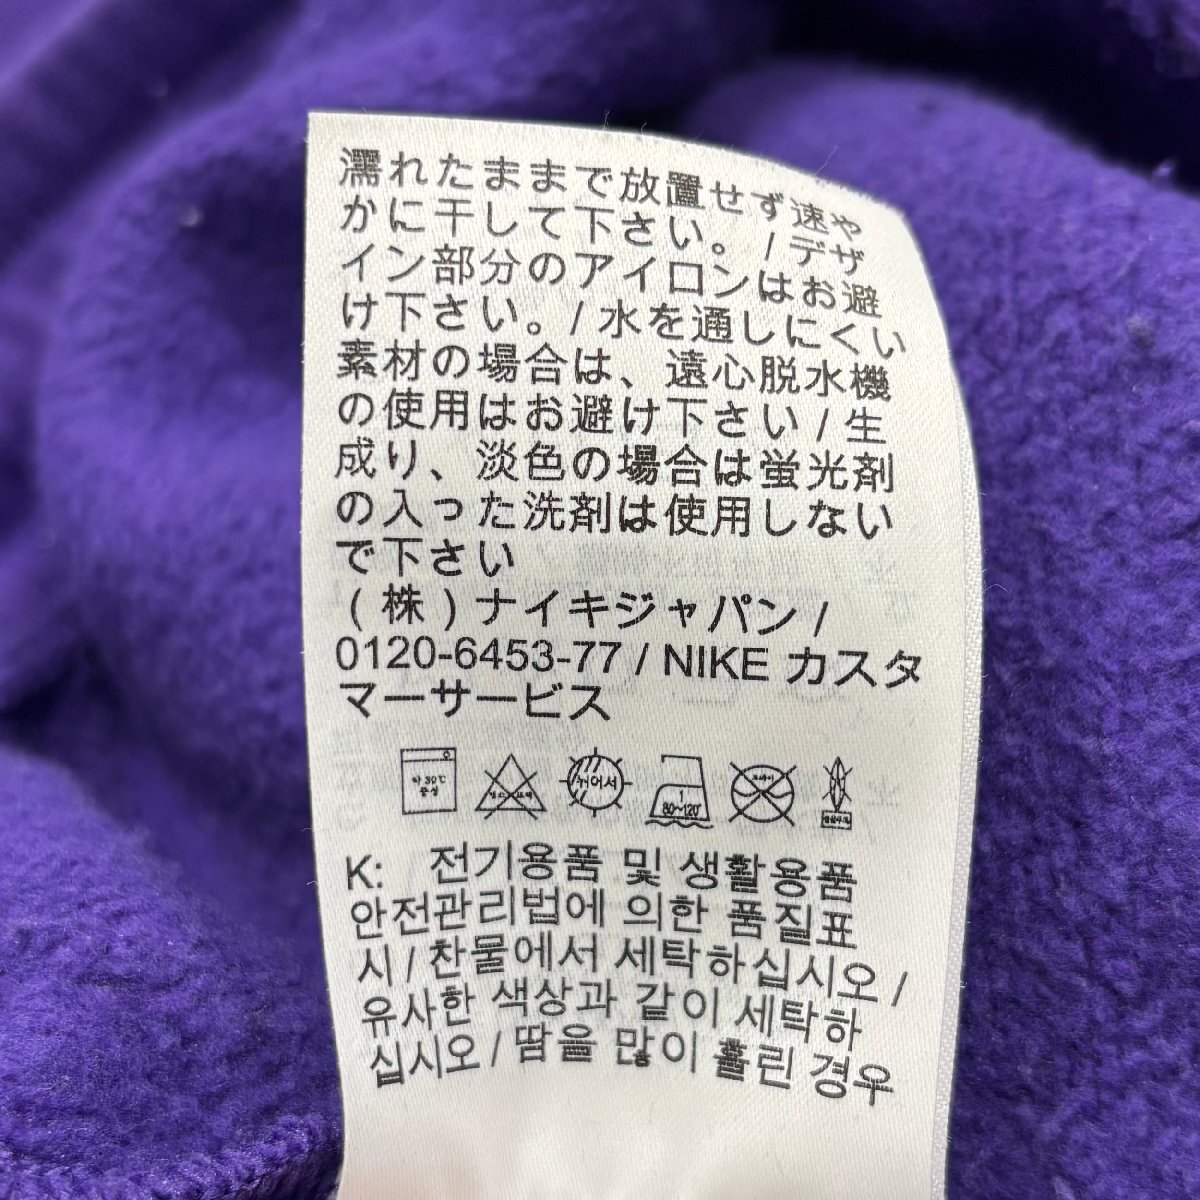 濡れたままで放置せず速や
かに干して下さい。/ デザ
イン部分のアイロンはお避
け下さい。/ 水を通しにくい
素材の場合は、遠心脱水機
の使用はお避け下さい / 生
成り、淡色の場合は蛍光剤
の入った洗剤は使用しない
で下さい
(株) ナイキジャパン /
0120-6453-77 / NIKE カスタ
マーサービス
약 30℃
중성
80~120℃
K: 전기용품 및 생활용품
안전관리법에 의한 품질표
시 / 찬물에서 세탁하십시오 /
유사한 색상과 같이 세탁하
십시오 / 땀을 많이 흘린 경우